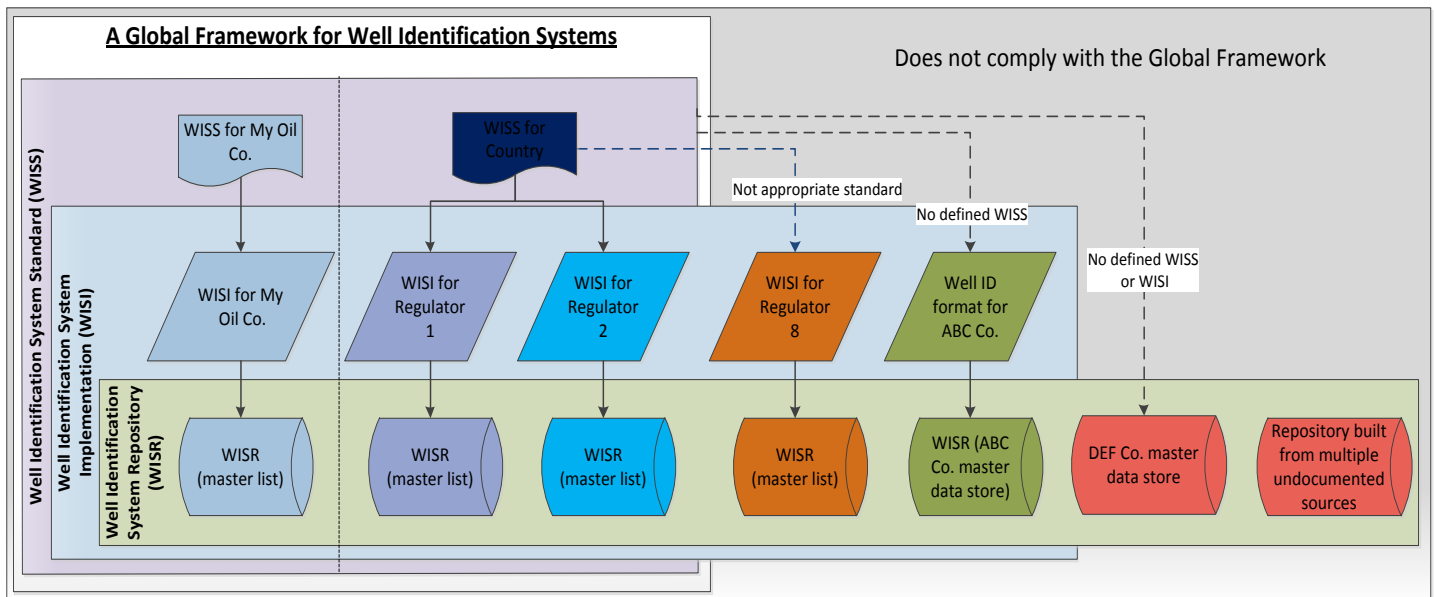 A Global Framework for Well Identification Systems
Does not comply with the Global Framework
Well Identification System Standard (WISS)
Well Identification System
Implementation (WISI)
Well Identification
System Repository
(WISR)
WISS for My Oil
Co.
WISS for
Country
Not appropriate standard
No defined WISS
No defined WISS
or WISI
WISI for My
Oil Co.
WISI for
Regulator
1
WISI for
Regulator
2
WISI for
Regulator
8
Well ID
format for
ABC Co.
WISR
(master list)
WISR
(master list)
WISR
(master list)
WISR
(master list)
WISR (ABC
Co. master
data store)
DEF Co. master
data store
Repository built
from multiple
undocumented
sources